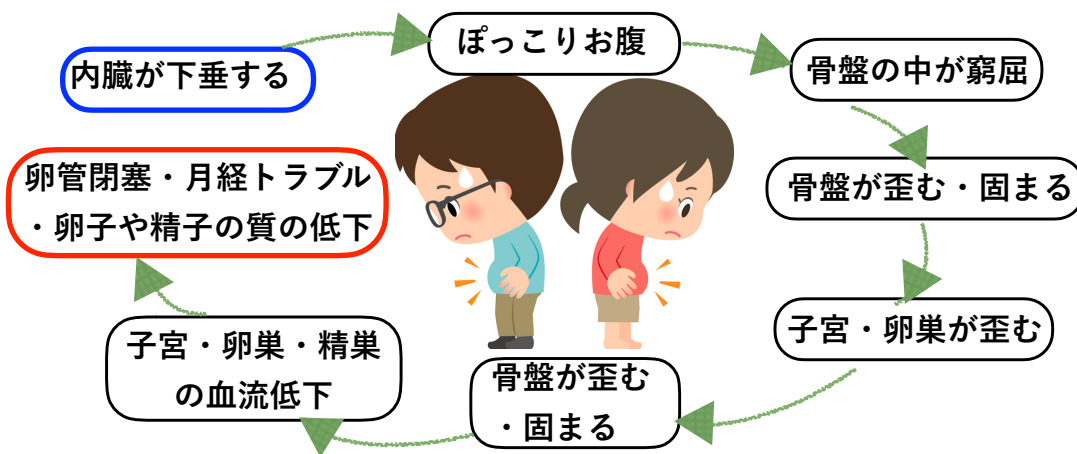 内臓が下垂する
ぽっこりお腹
骨盤の中が窮屈
骨盤が歪む・固まる
子宮・卵巣が歪む
骨盤が歪む
・固まる
子宮・卵巣・精巣
の血流低下
卵管閉塞・月経トラブル
・卵子や精子の質の低下